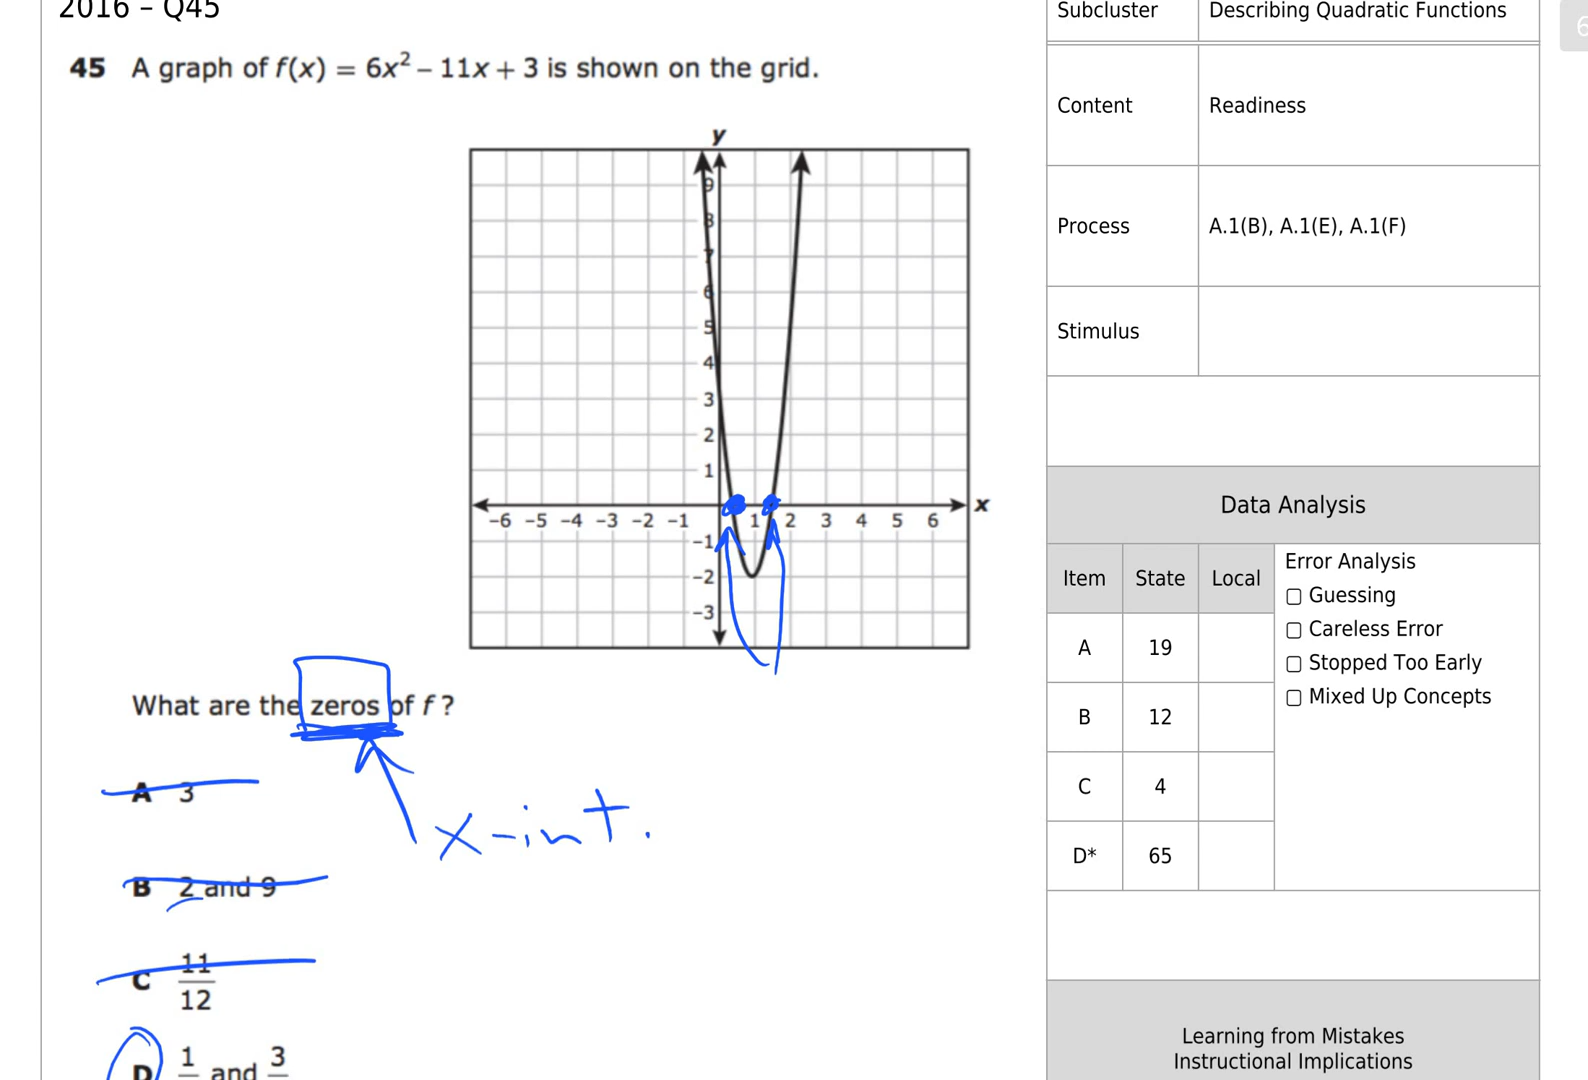 2016 – Q45
45 A graph of f(x) = 6x² – 11x + 3 is shown on the grid.
y
9
8
7
6
5
4
3
2
1
x
-6 -5 -4 -3 -2 -1 1 2 3 4 5 6
-1
-2
-3
What are the zeros of f ?
A 3
x-int.
B 2 and 9
C 11/12
D 1 and 3
Subcluster Describing Quadratic Functions
Content Readiness
Process A.1(B), A.1(E), A.1(F)
Stimulus
Data Analysis
Item State Local
A 19
B 12
C 4
D* 65
Error Analysis
▢ Guessing
▢ Careless Error
▢ Stopped Too Early
▢ Mixed Up Concepts
Learning from Mistakes
Instructional Implications
6